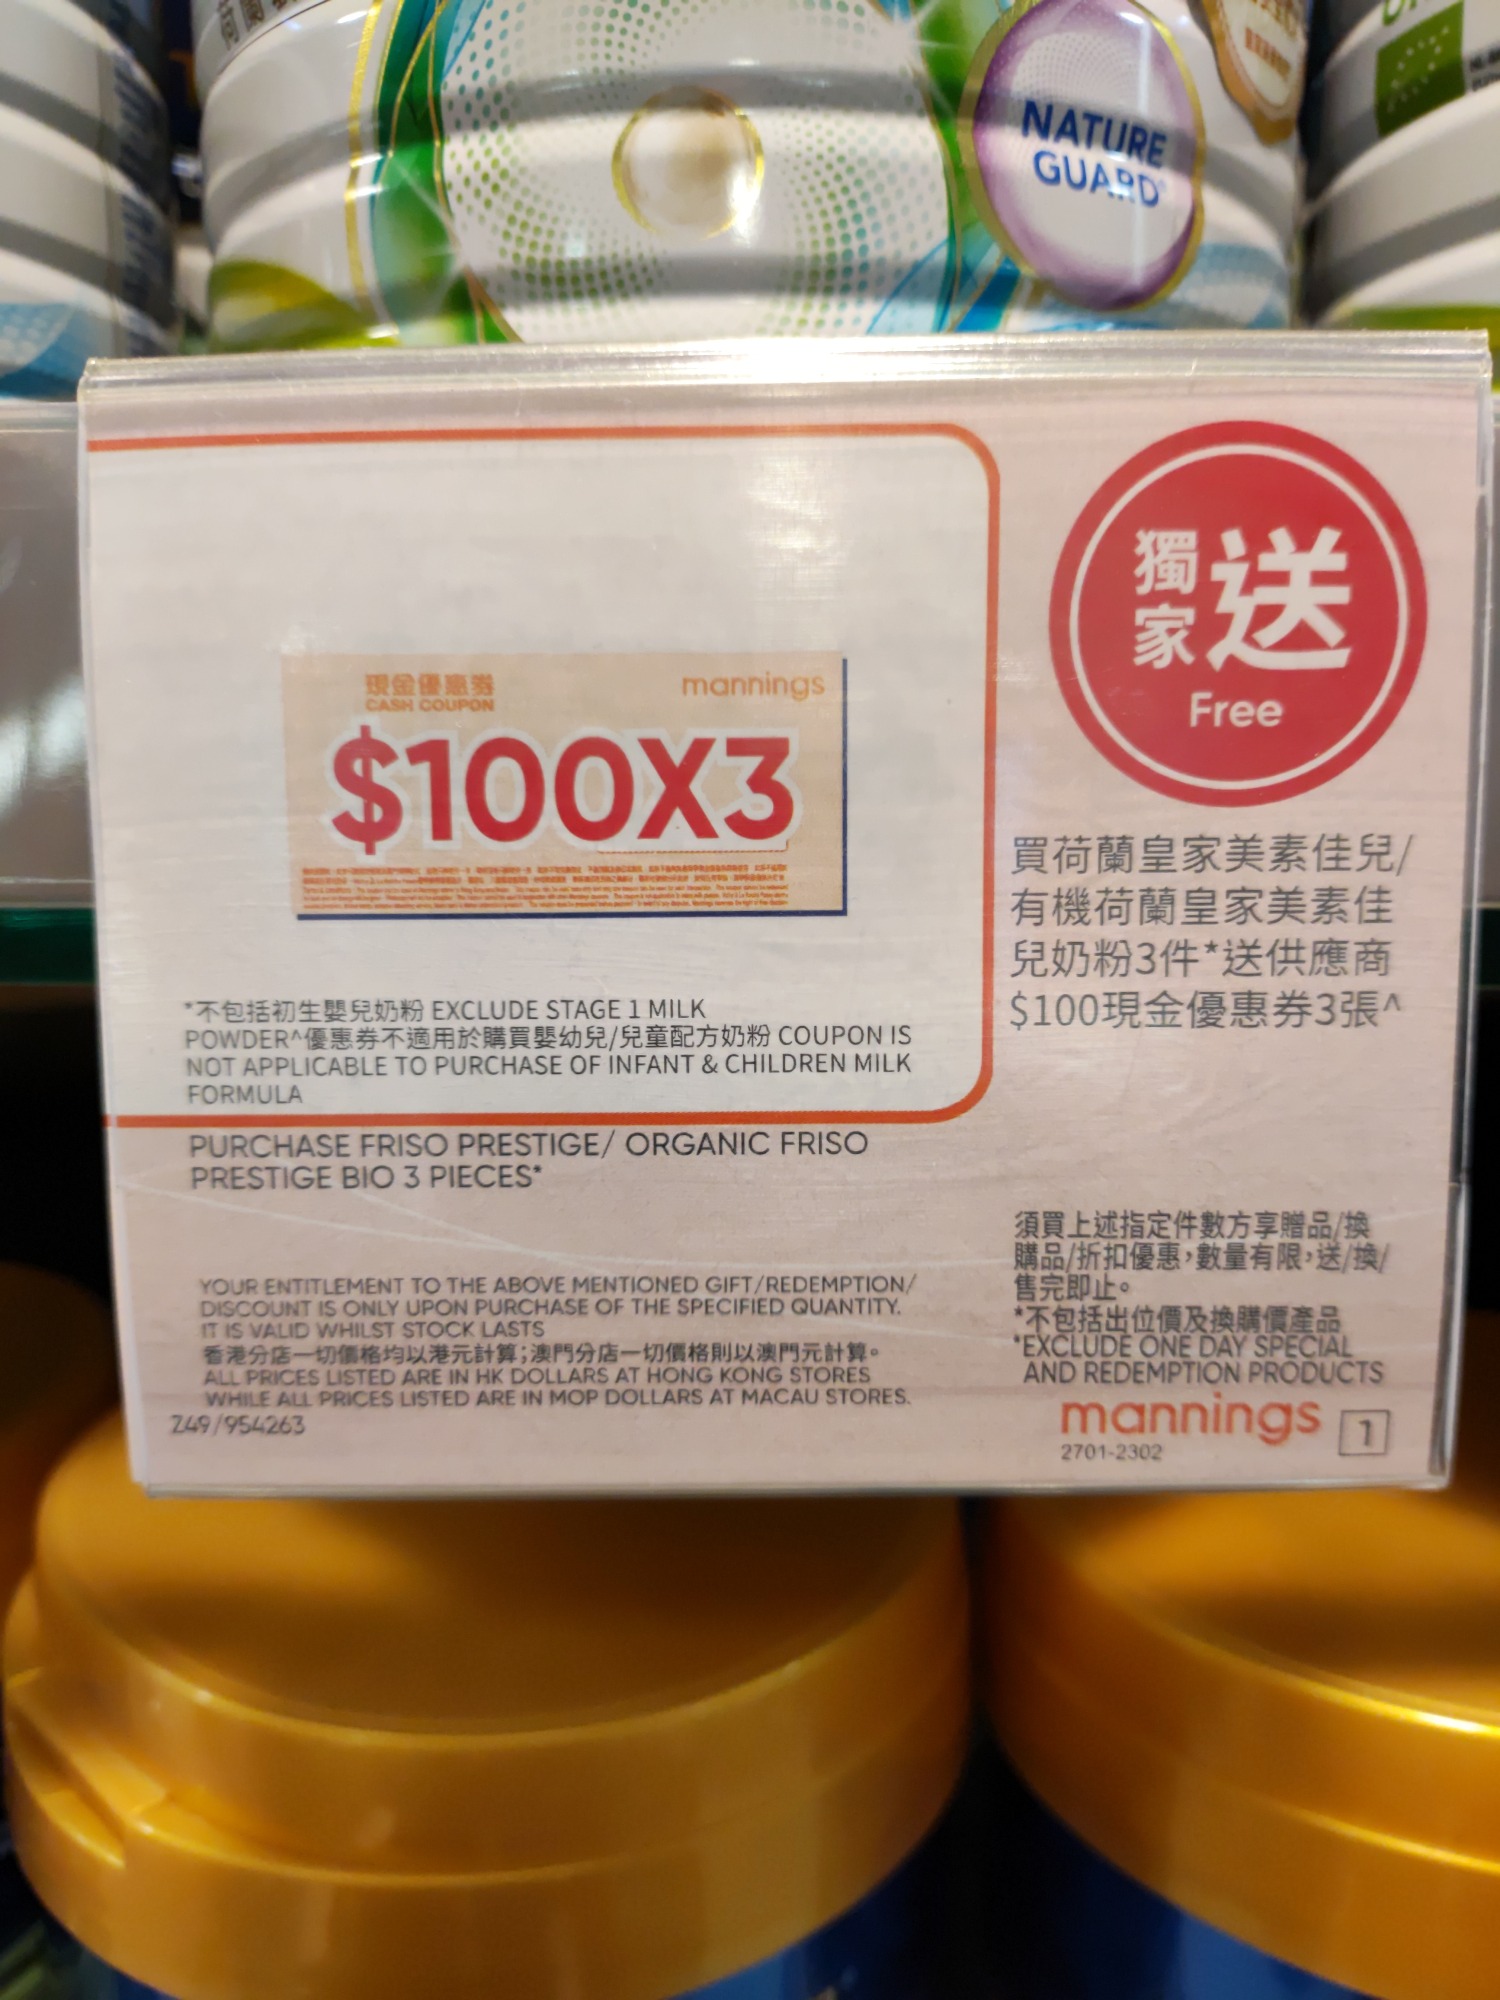 NATURE
GUARD
現金優惠券
CASH COUPON
mannings
$100X3
*不包括初生嬰兒奶粉 EXCLUDE STAGE 1 MILK
POWDER^優惠券不適用於購買嬰幼兒/兒童配方奶粉 COUPON IS
NOT APPLICABLE TO PURCHASE OF INFANT & CHILDREN MILK
FORMULA
PURCHASE FRISO PRESTIGE/ ORGANIC FRISO
PRESTIGE BIO 3 PIECES*
YOUR ENTITLEMENT TO THE ABOVE MENTIONED GIFT/REDEMPTION/
DISCOUNT IS ONLY UPON PURCHASE OF THE SPECIFIED QUANTITY.
IT IS VALID WHILST STOCK LASTS
香港分店一切價格均以港元計算;澳門分店一切價格則以澳門元計算。
ALL PRICES LISTED ARE IN HK DOLLARS AT HONG KONG STORES
WHILE ALL PRICES LISTED ARE IN MOP DOLLARS AT MACAU STORES.
Z49/954263
獨家送
Free
買荷蘭皇家美素佳兒/
有機荷蘭皇家美素佳
兒奶粉3件*送供應商
$100現金優惠券3張^
須買上述指定件數方享贈品/換
購品/折扣優惠,數量有限,送/換/
售完即止。
*不包括出位價及換購價產品
*EXCLUDE ONE DAY SPECIAL
AND REDEMPTION PRODUCTS
mannings 1
2701-2302